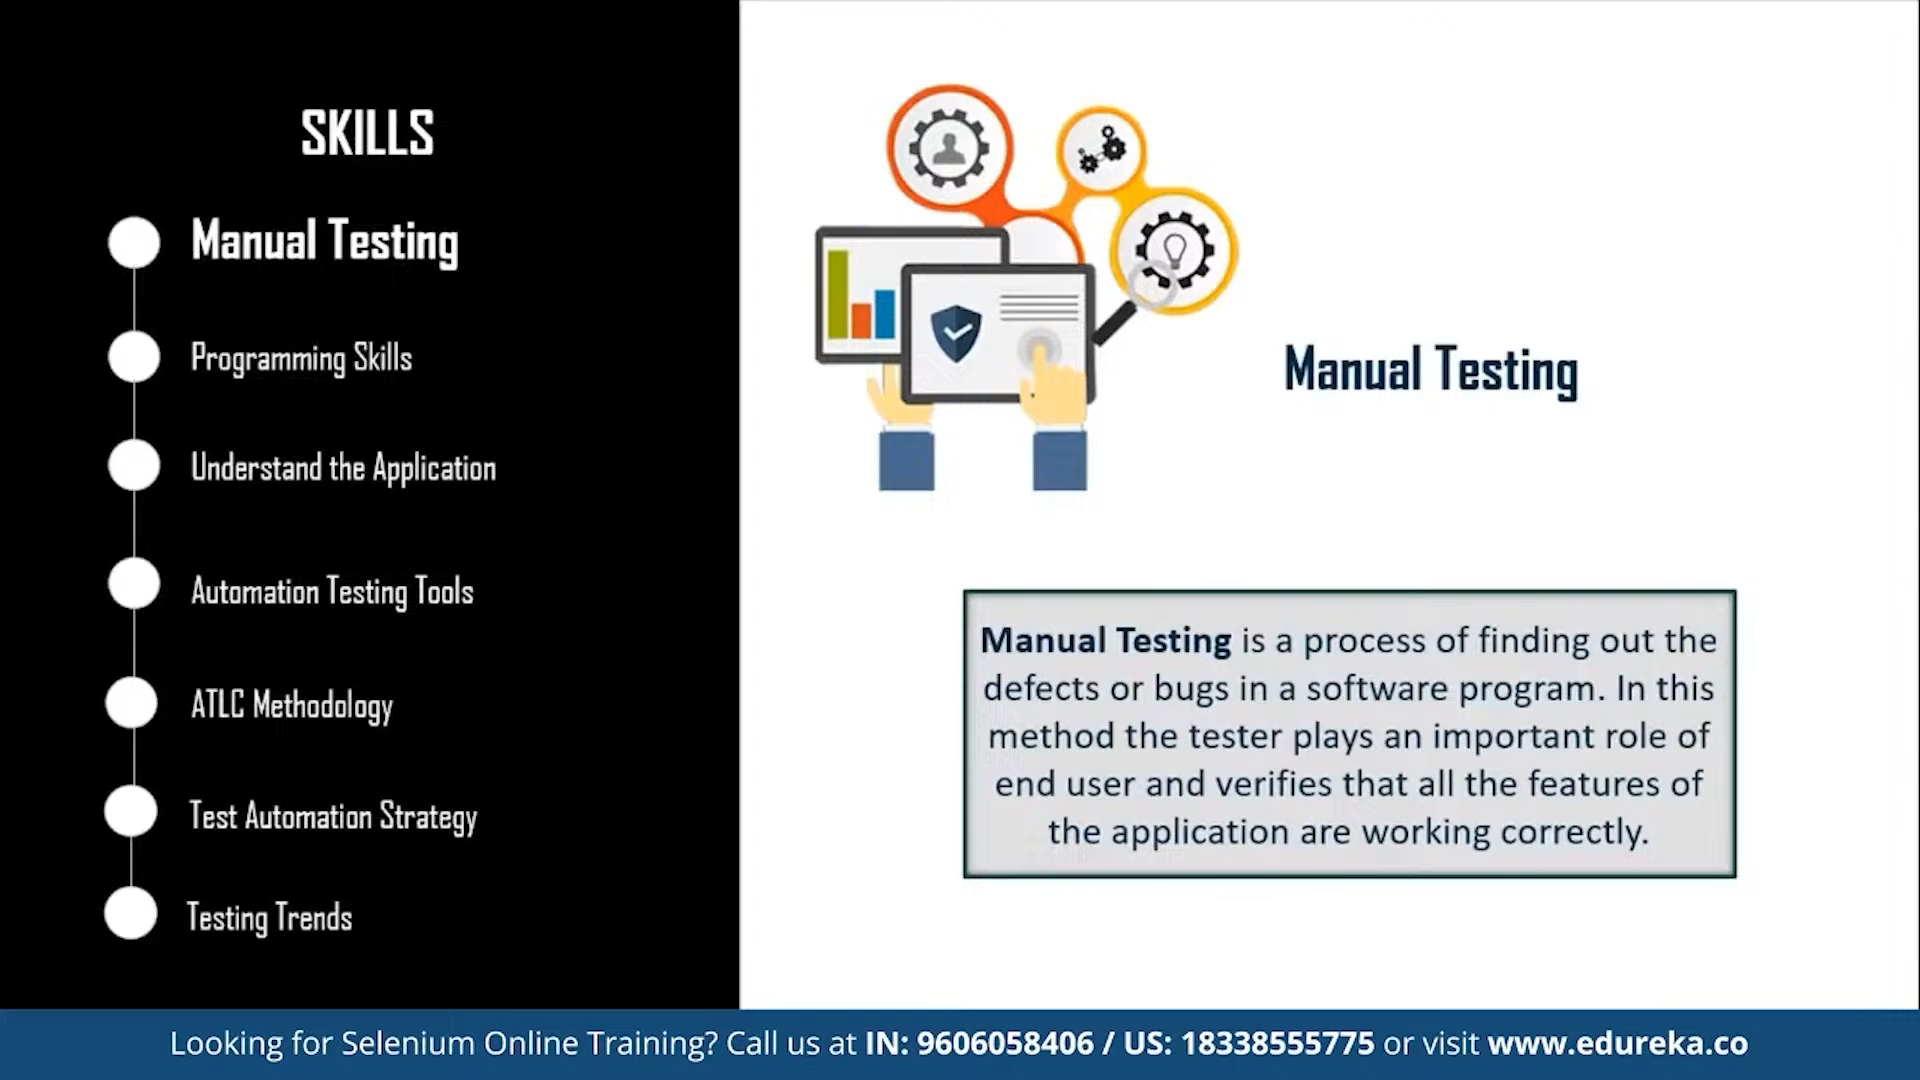 SKILLS
Manual Testing
Programming Skills
Understand the Application
Automation Testing Tools
ATLC Methodology
Test Automation Strategy
Testing Trends
Manual Testing
Manual Testing is a process of finding out the
defects or bugs in a software program. In this
method the tester plays an important role of
end user and verifies that all the features of
the application are working correctly.
Looking for Selenium Online Training? Call us at IN: 9606058406 / US: 18338555775 or visit www.edureka.co